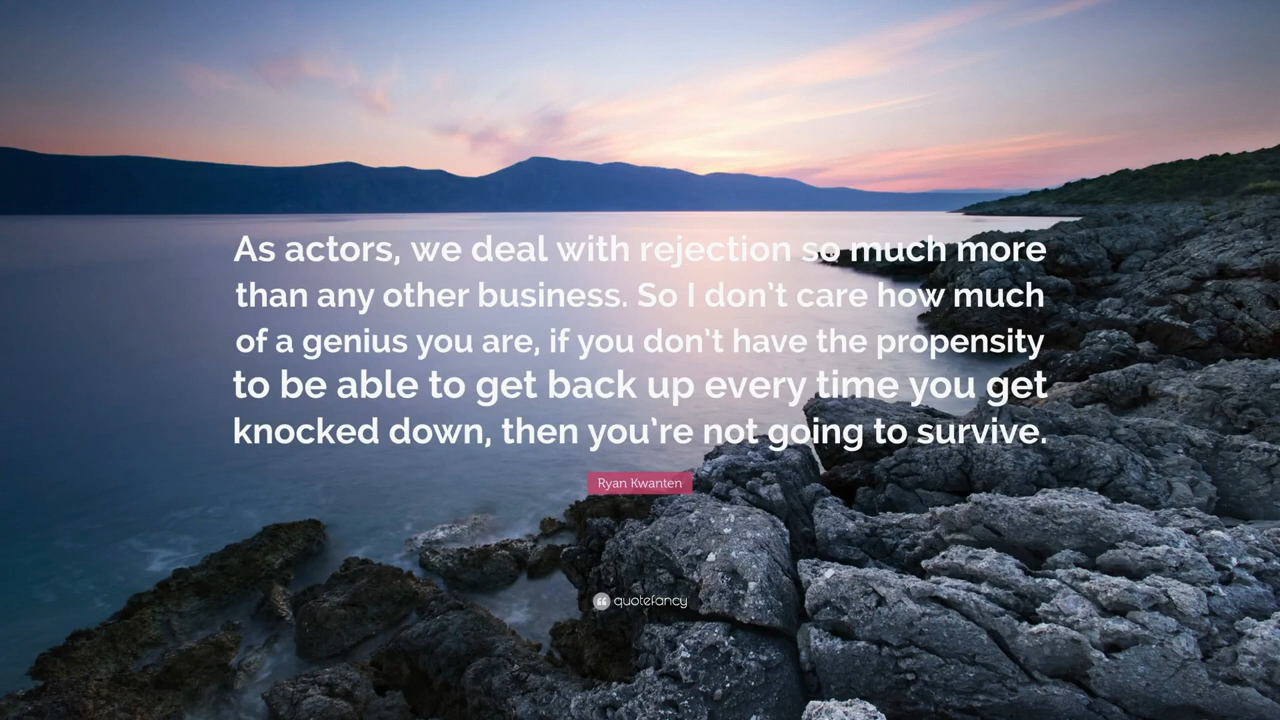 As actors, we deal with rejection so much more
than any other business. So I don’t care how much
of a genius you are, if you don’t have the propensity
to be able to get back up every time you get
knocked down, then you’re not going to survive.
Ryan Kwanten
quotefancy